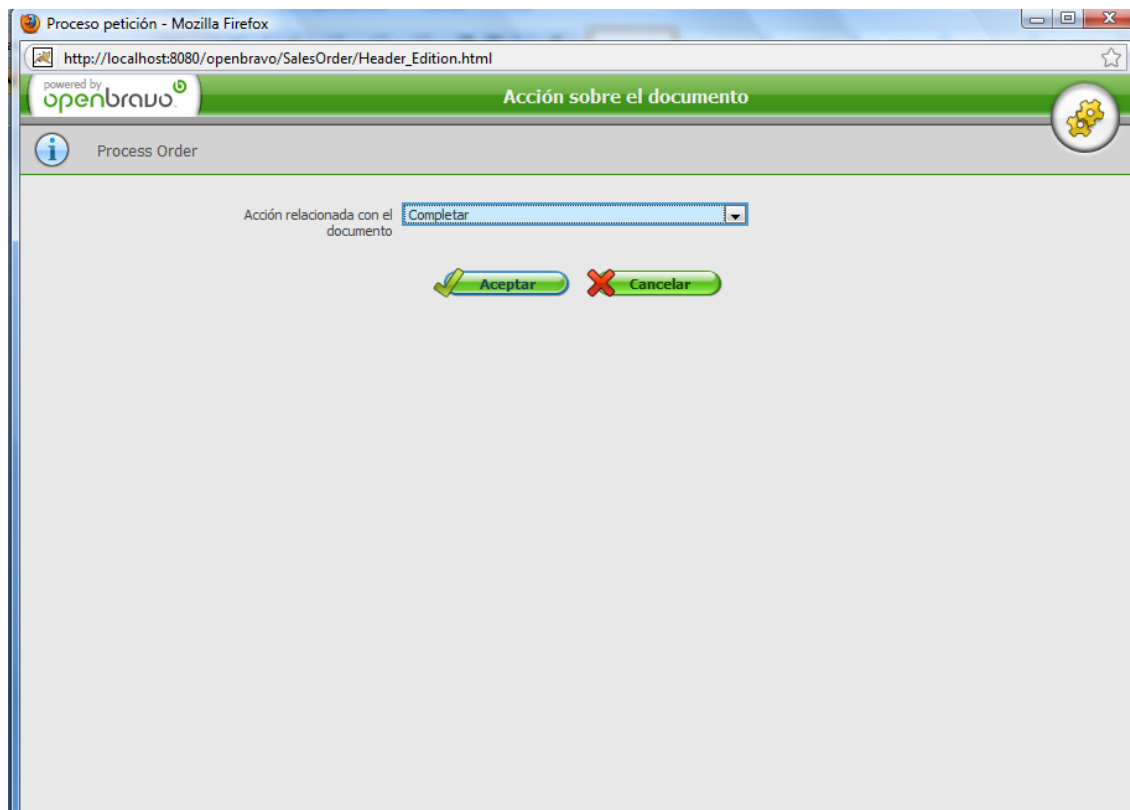 Proceso petición - Mozilla Firefox
http://localhost:8080/openbravo/SalesOrder/Header_Edition.html
powered by
openbravo
Acción sobre el documento
Process Order
Acción relacionada con el Completar
documento
Aceptar Cancelar